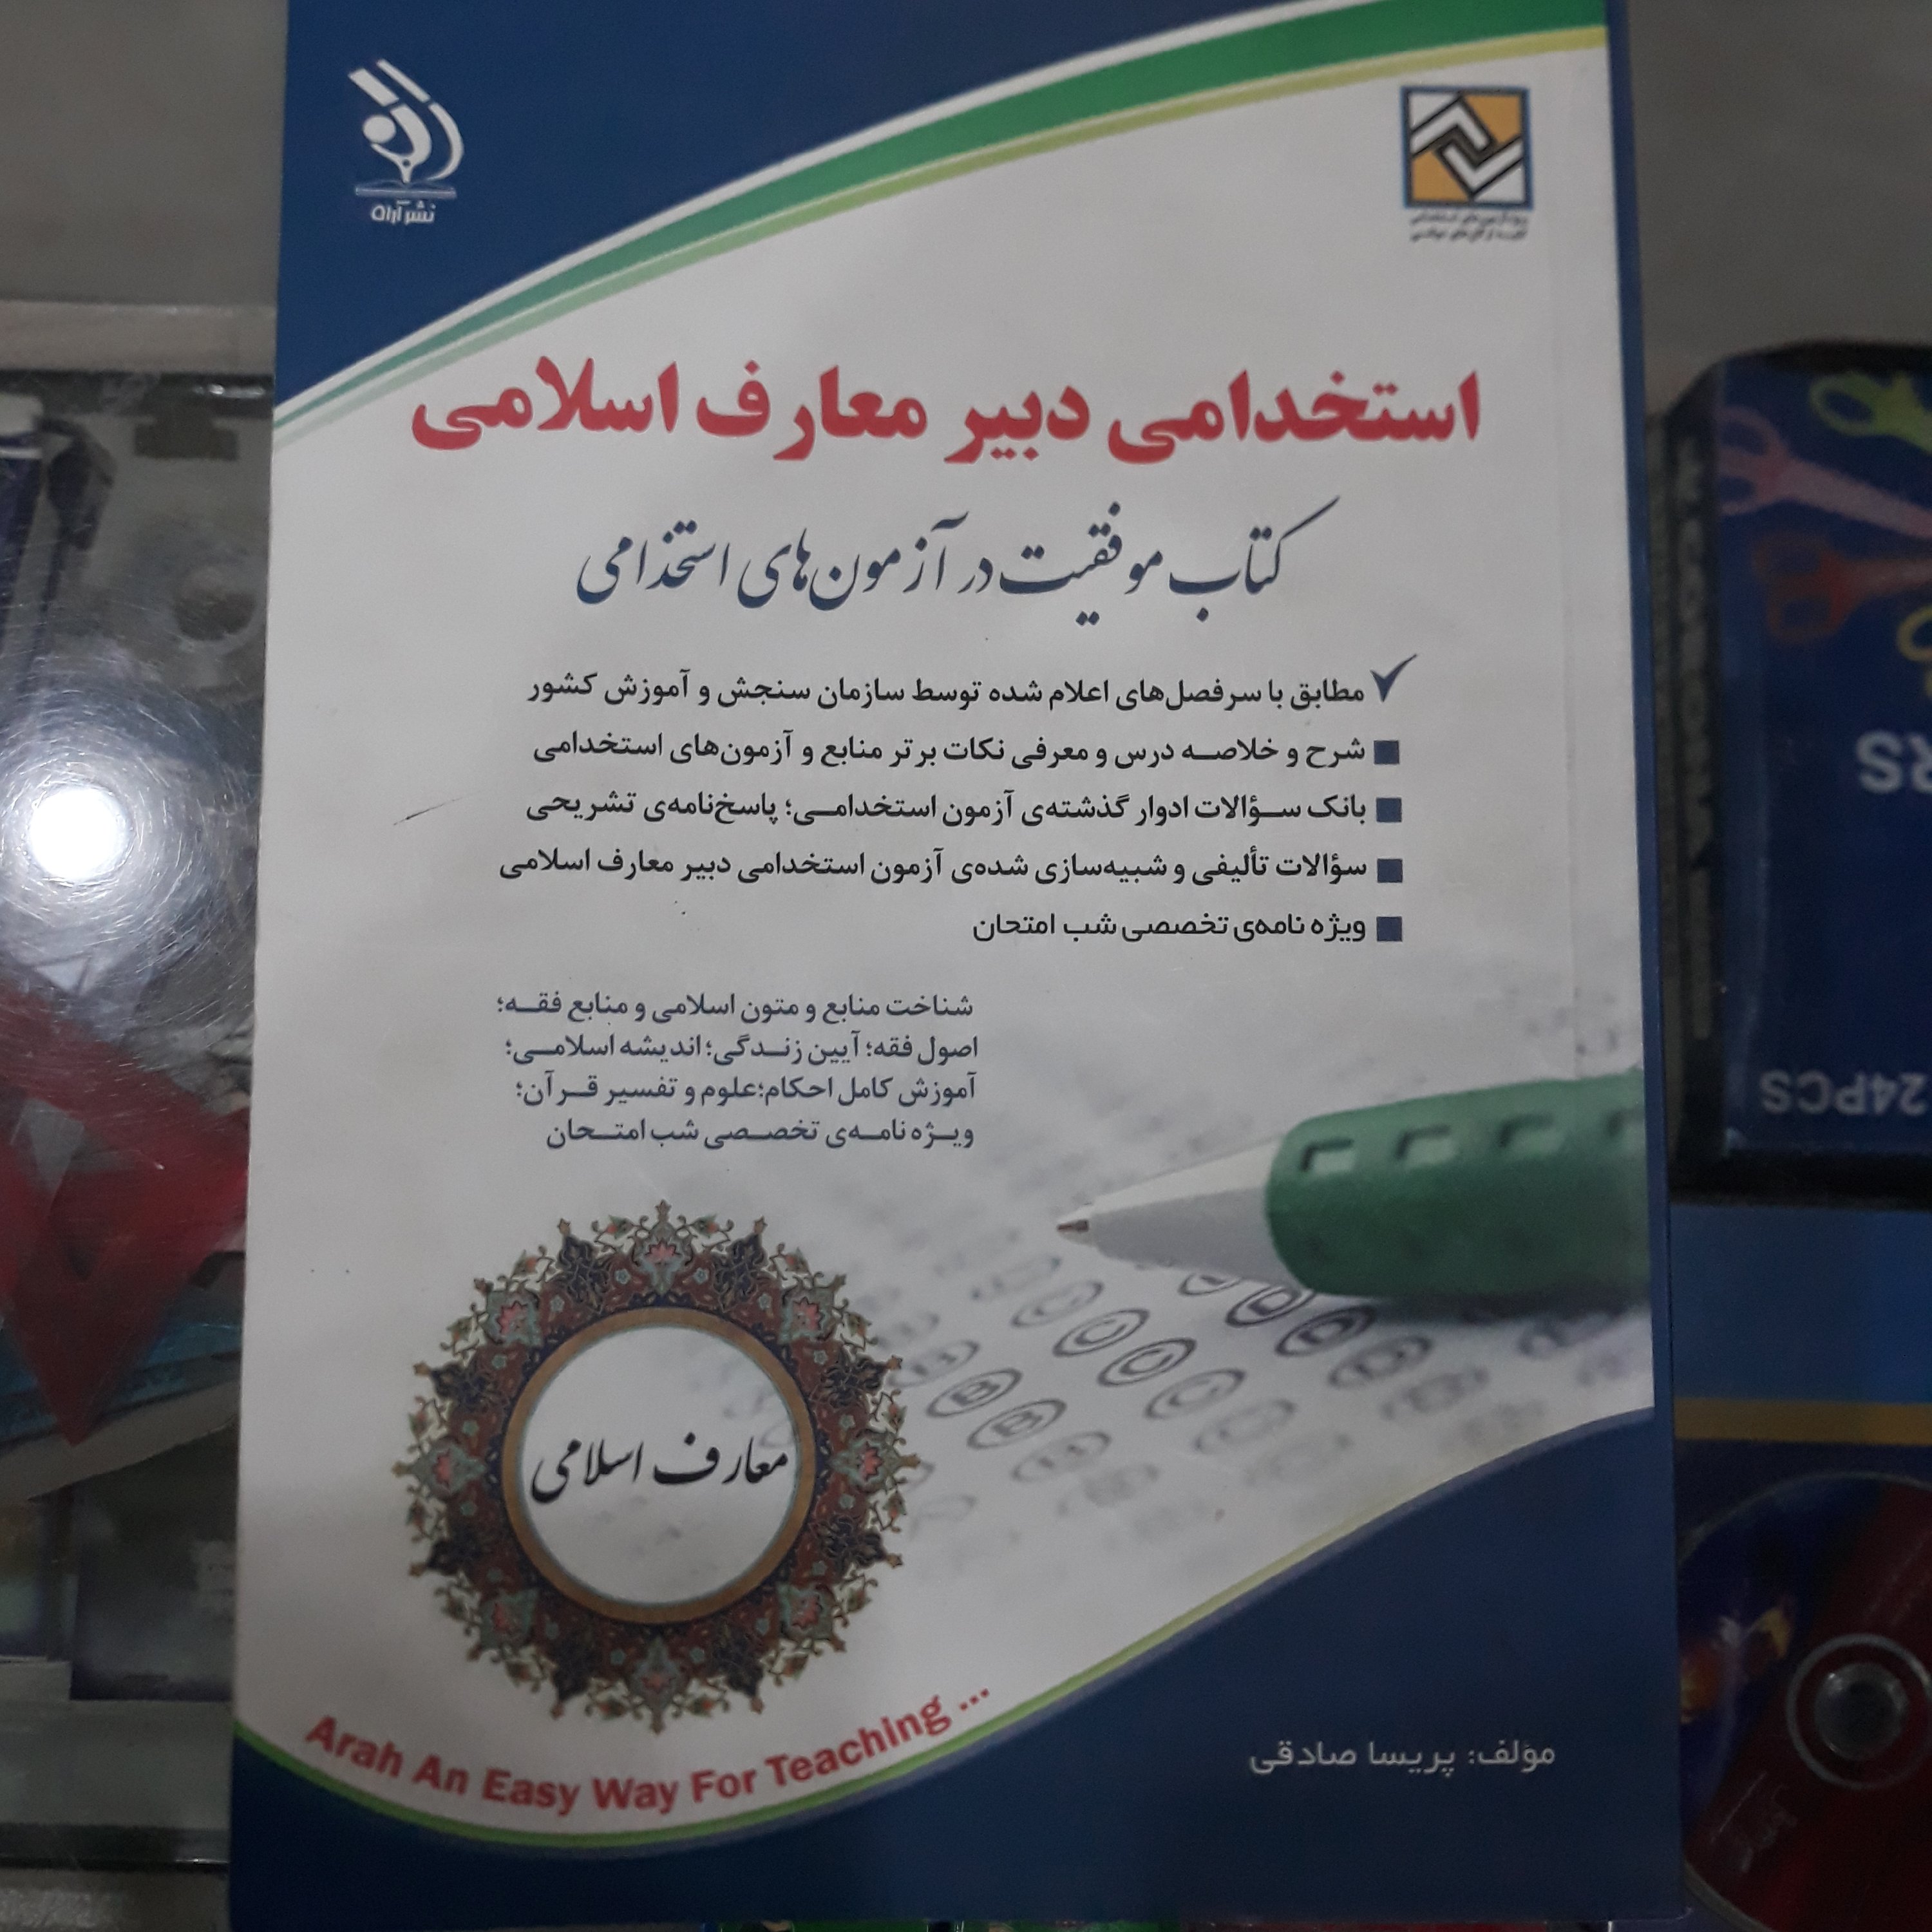 نشر آراه
استخدامی دبیر معارف اسلامی
کتاب موفقیت در آزمون‌های استخدامی
مطابق با سرفصل‌های اعلام شده توسط سازمان سنجش و آموزش کشور
شرح و خلاصه درس و معرفی نکات برتر منابع و آزمون‌های استخدامی
بانک سؤالات ادوار گذشته‌ی آزمون استخدامی؛ پاسخ‌نامه‌ی تشریحی
سؤالات تألیفی و شبیه‌سازی شده‌ی آزمون استخدامی دبیر معارف اسلامی
ویژه نامه‌ی تخصصی شب امتحان
شناخت منابع و متون اسلامی و منابع فقه؛
اصول فقه؛ آیین زندگی؛ اندیشه اسلامی؛
آموزش کامل احکام؛ علوم و تفسیر قرآن؛
ویژه نامه‌ی تخصصی شب امتحان
معارف اسلامی
Arah An Easy Way For Teaching ...
مؤلف: پریسا صادقی
RS
24PCS